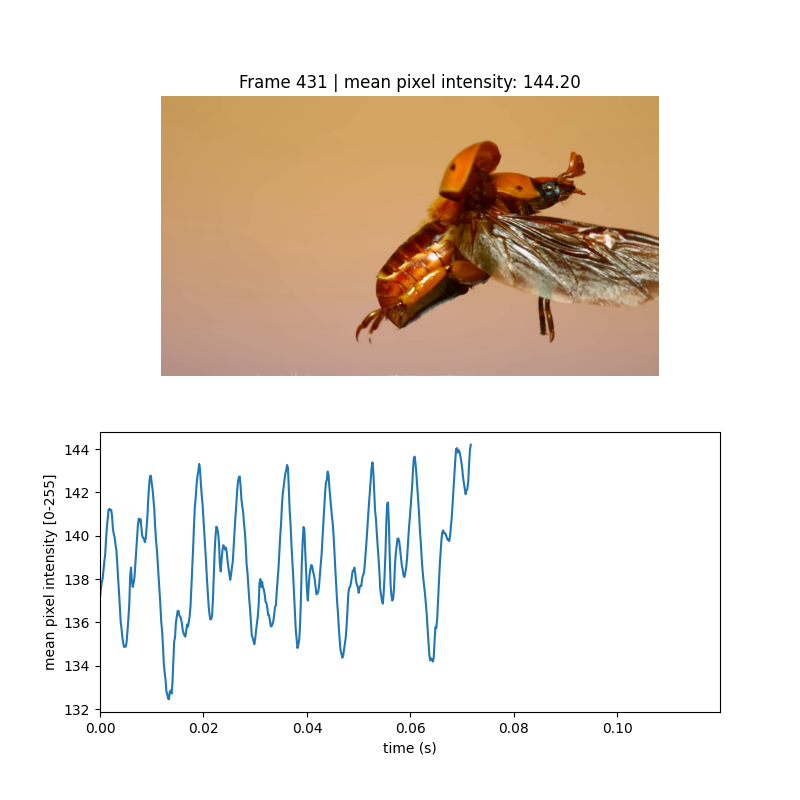 Frame 431 | mean pixel intensity: 144.20
144
142
140
138
136
134
132
mean pixel intensity [0-255]
0.00 0.02 0.04 0.06 0.08 0.10
time (s)